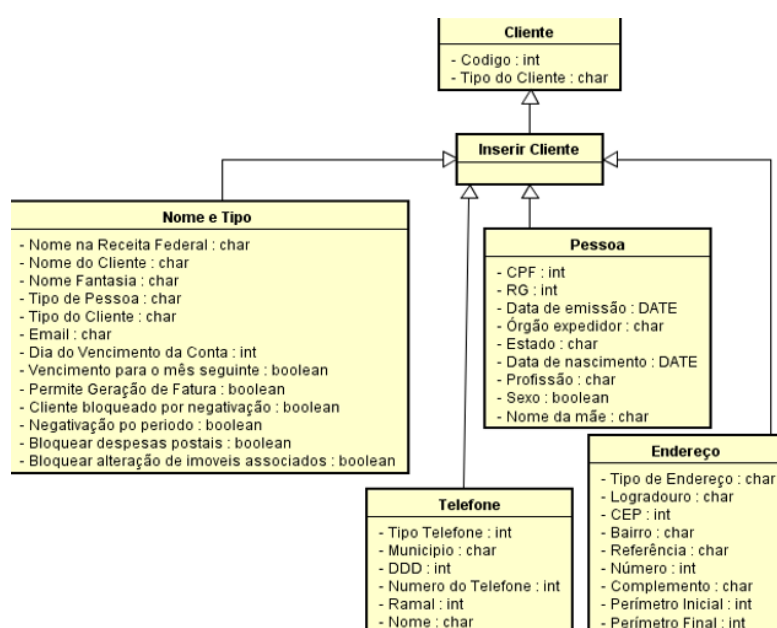 Cliente
- Codigo : int
- Tipo do Cliente : char
Inserir Cliente
Nome e Tipo
- Nome na Receita Federal : char
- Nome do Cliente : char
- Nome Fantasia : char
- Tipo de Pessoa : char
- Tipo do Cliente : char
- Email : char
- Dia do Vencimento da Conta : int
- Vencimento para o mês seguinte : boolean
- Permite Geração de Fatura : boolean
- Cliente bloqueado por negativação : boolean
- Negativação po periodo : boolean
- Bloquear despesas postais : boolean
- Bloquear alteração de imoveis associados : boolean
Pessoa
- CPF : int
- RG : int
- Data de emissão : DATE
- Órgão expedidor : char
- Estado : char
- Data de nascimento : DATE
- Profissão : char
- Sexo : boolean
- Nome da mãe : char
Telefone
- Tipo Telefone : int
- Municipio : char
- DDD : int
- Numero do Telefone : int
- Ramal : int
- Nome : char
Endereço
- Tipo de Endereço : char
- Logradouro : char
- CEP : int
- Bairro : char
- Referência : char
- Número : int
- Complemento : char
- Perímetro Inicial : int
- Perímetro Final : int